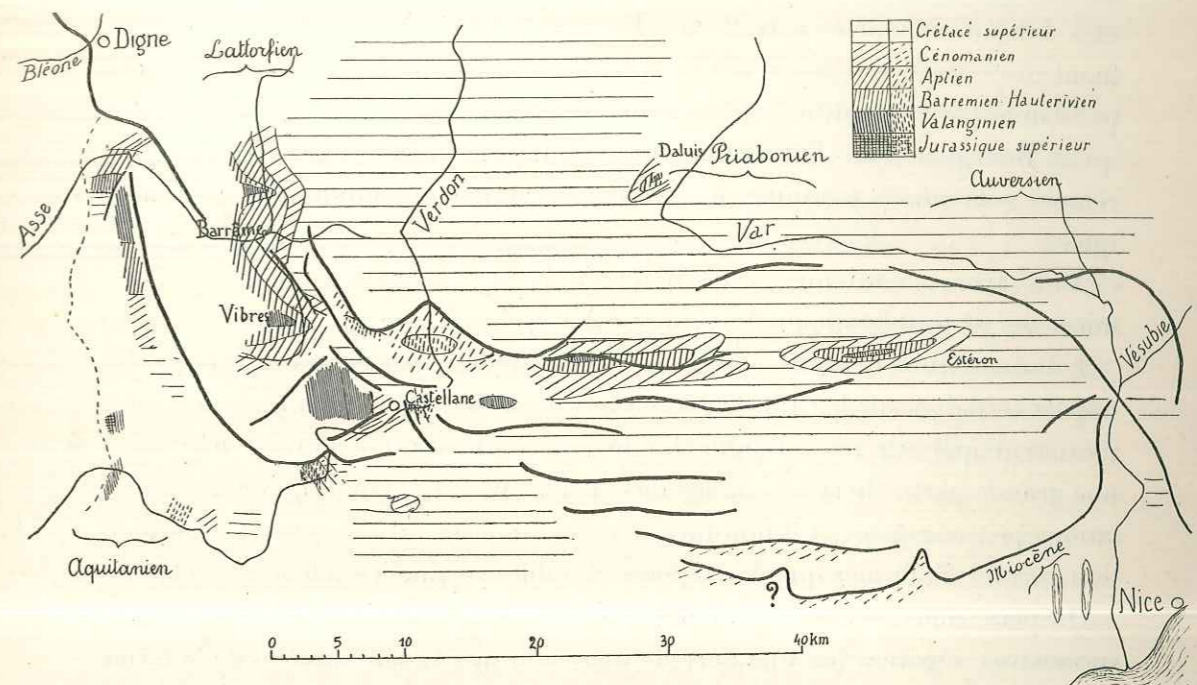 Digne
Bléone
Lattorfien
Crétacé supérieur
Cénomanien
Aptien
Barremien Hauterivien
Valanginien
Jurassique supérieur
Daluis
Priabonien
Auversien
Asse
Barrême
Verdon
Var
Vibres
Vésubie
Estéron
Castellane
Aquitanien
Miocène
?
Nice
0 5 10 20 30 40km